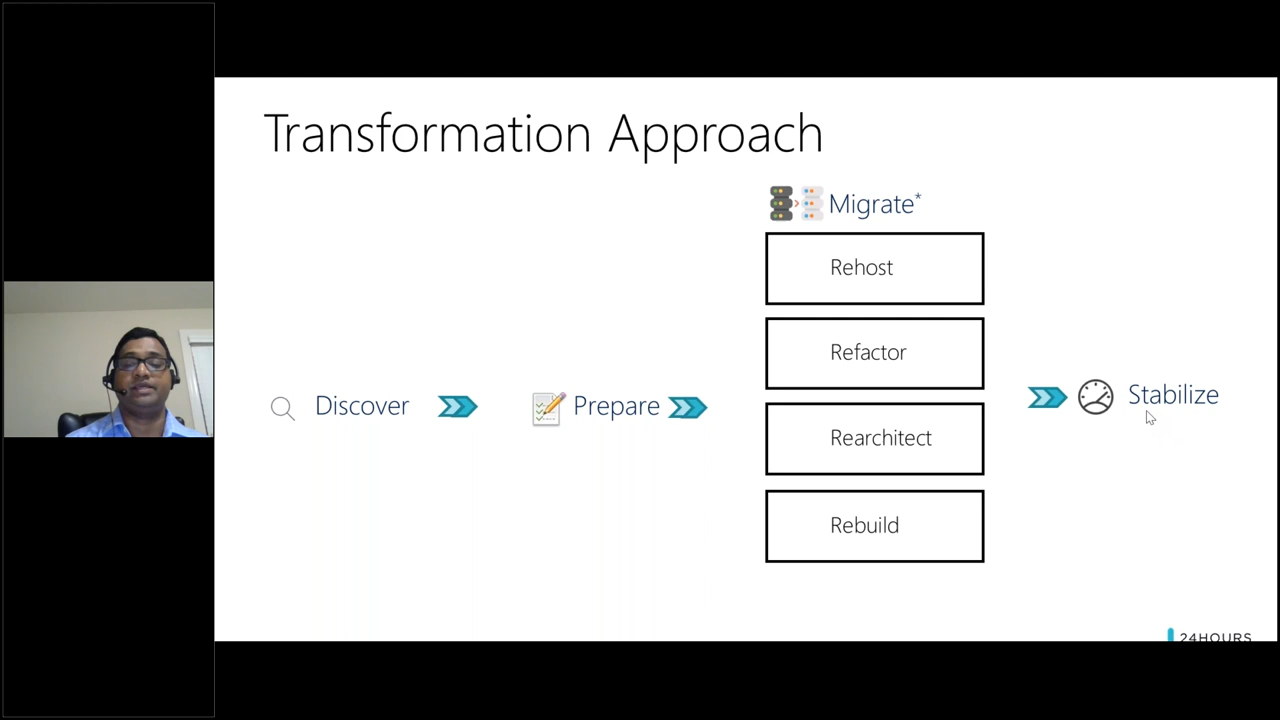 Transformation Approach
Migrate*
Rehost
Refactor
Rearchitect
Rebuild
Discover
Prepare
Stabilize
24HOURS